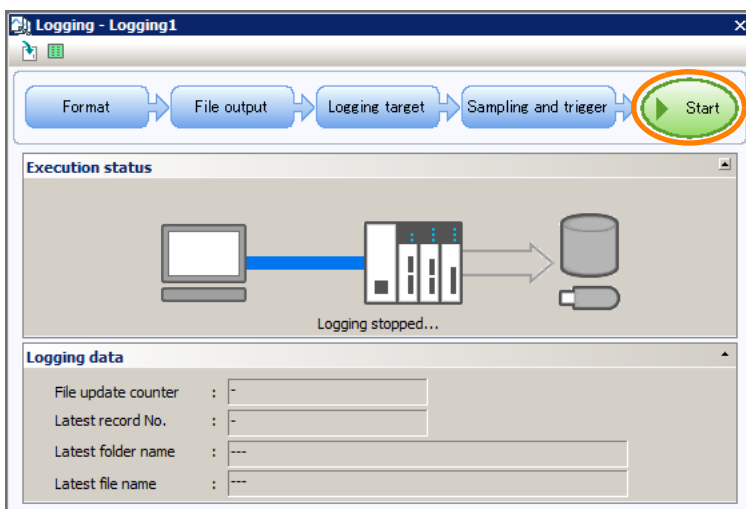 Logging - Logging1
Format
File output
Logging target
Sampling and trigger
Start
Execution status
Logging stopped...
Logging data
File update counter : -
Latest record No. : -
Latest folder name : ---
Latest file name : ---